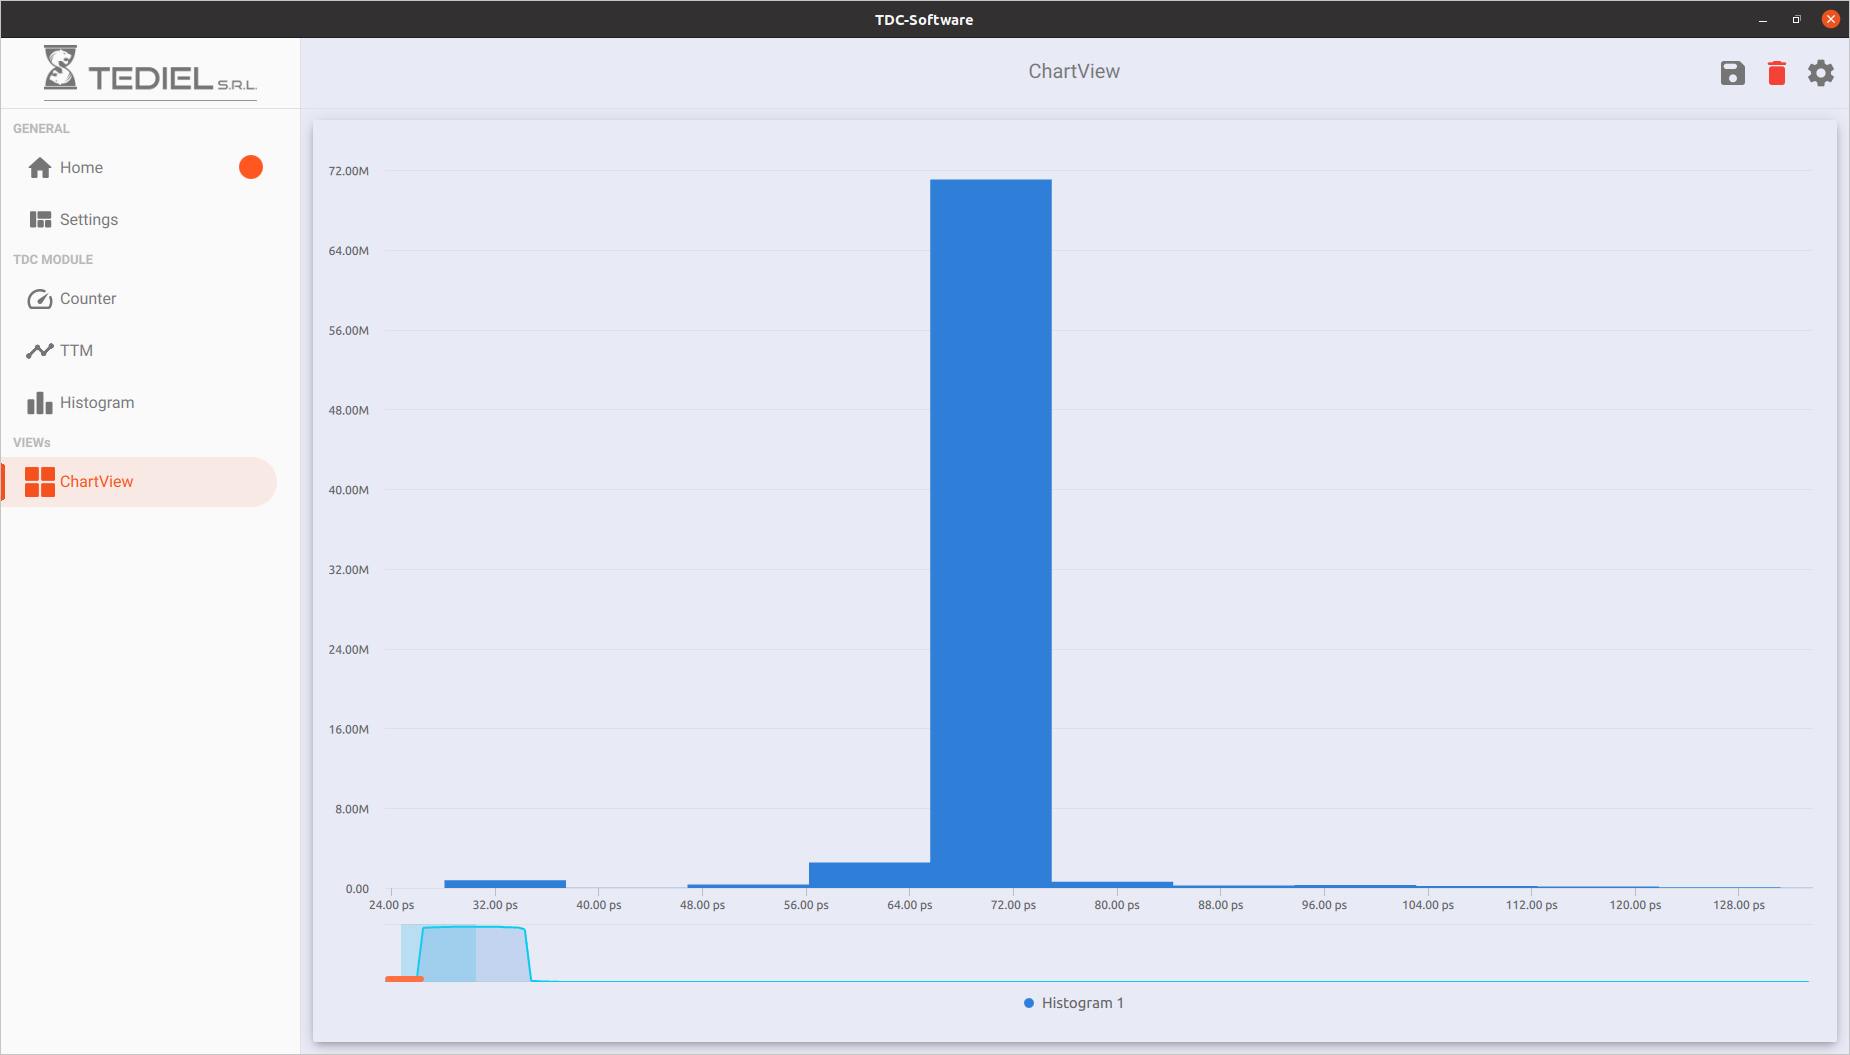 TDC-Software
TEDIEL S.R.L.
ChartView
GENERAL
Home
Settings
TDC MODULE
Counter
TTM
Histogram
VIEWs
ChartView
72.00M
64.00M
56.00M
48.00M
40.00M
32.00M
24.00M
16.00M
8.00M
0.00
24.00 ps 32.00 ps 40.00 ps 48.00 ps 56.00 ps 64.00 ps 72.00 ps 80.00 ps 88.00 ps 96.00 ps 104.00 ps 112.00 ps 120.00 ps 128.00 ps
Histogram 1